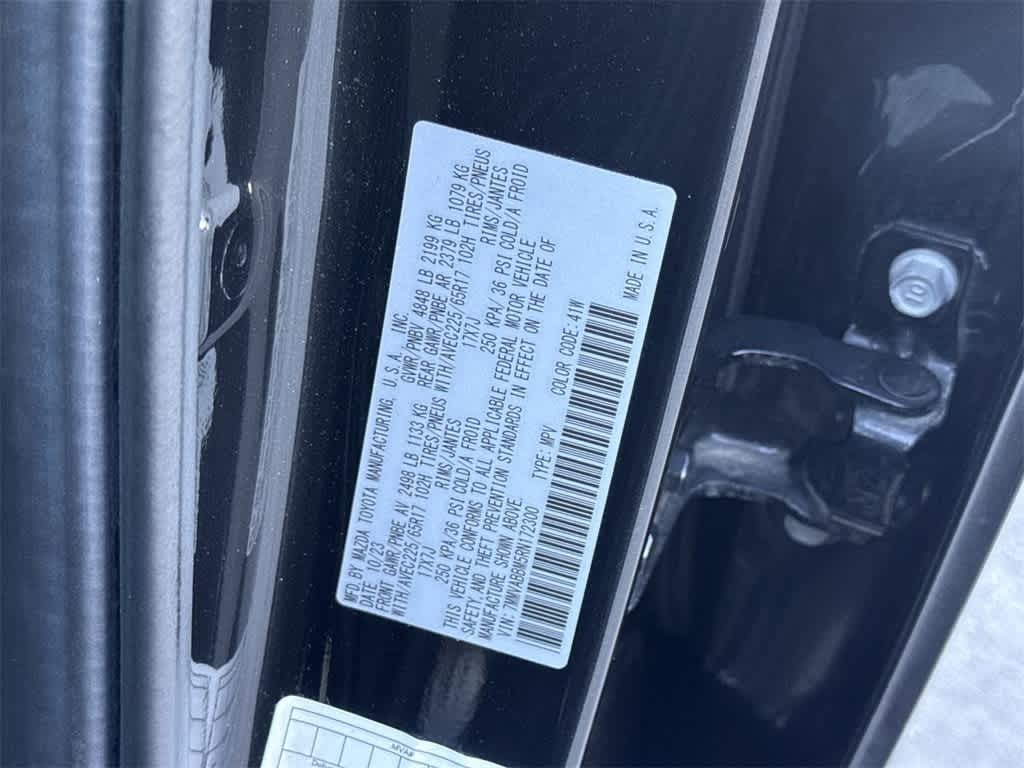 MFD. BY MAZDA TOYOTA MANUFACTURING, U.S.A., INC.
DATE: 10/23 GVWR/PNBV 4848 LB 2199 KG
FRONT GAWR/PNBE AV 2498 LB 1133 KG REAR GAWR/PNBE AR 2379 LB 1079 KG
WITH/AVEC225/65R17 102H TIRES/PNEUS WITH/AVEC225/65R17 102H TIRES/PNEUS
17X7J RIMS/JANTES 17X7J RIMS/JANTES
250 KPA/36 PSI COLD/A FROID 250 KPA/36 PSI COLD/A FROID
THIS VEHICLE CONFORMS TO ALL APPLICABLE FEDERAL MOTOR VEHICLE
SAFETY, AND THEFT PREVENTION STANDARDS IN EFFECT ON THE DATE OF
MANUFACTURE SHOWN ABOVE.
VIN: TYPE: MPV COLOR CODE: 41W
MADE IN U.S.A.
MVA#